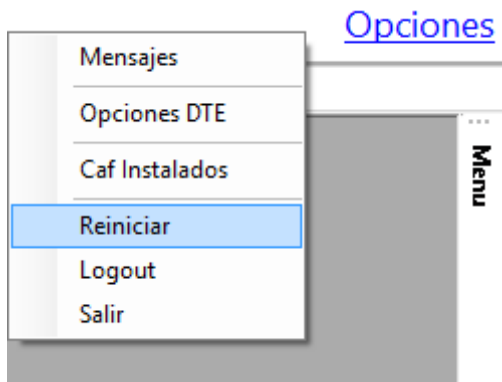 Opciones
Mensajes
Opciones DTE
Caf Instalados
Reiniciar
Logout
Salir
Menu